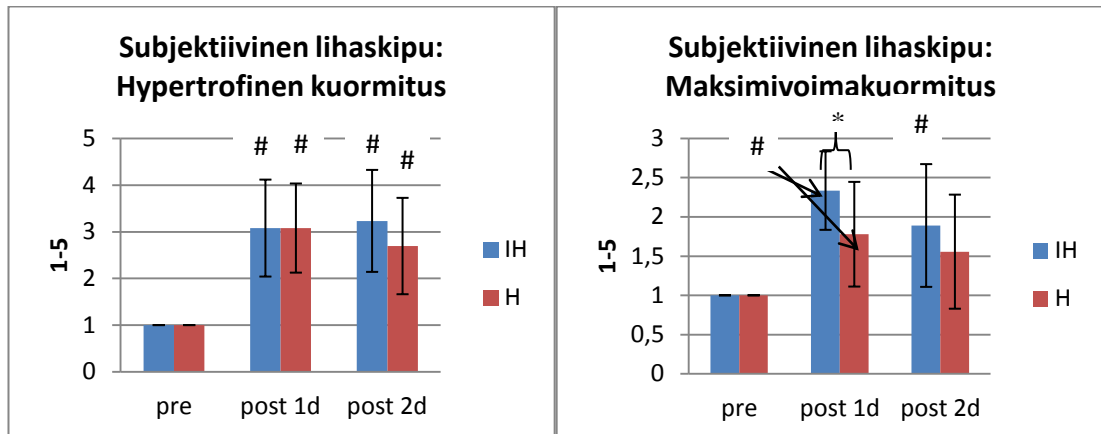 Subjektiivinen lihaskipu:
Hypertrofinen kuormitus
5
4
3
2
1
0
1-5
# # # #
pre post 1d post 2d
IH
H
Subjektiivinen lihaskipu:
Maksimivoimakuormitus
3
2,5
2
1,5
1
0,5
0
1-5
# * #
pre post 1d post 2d
IH
H